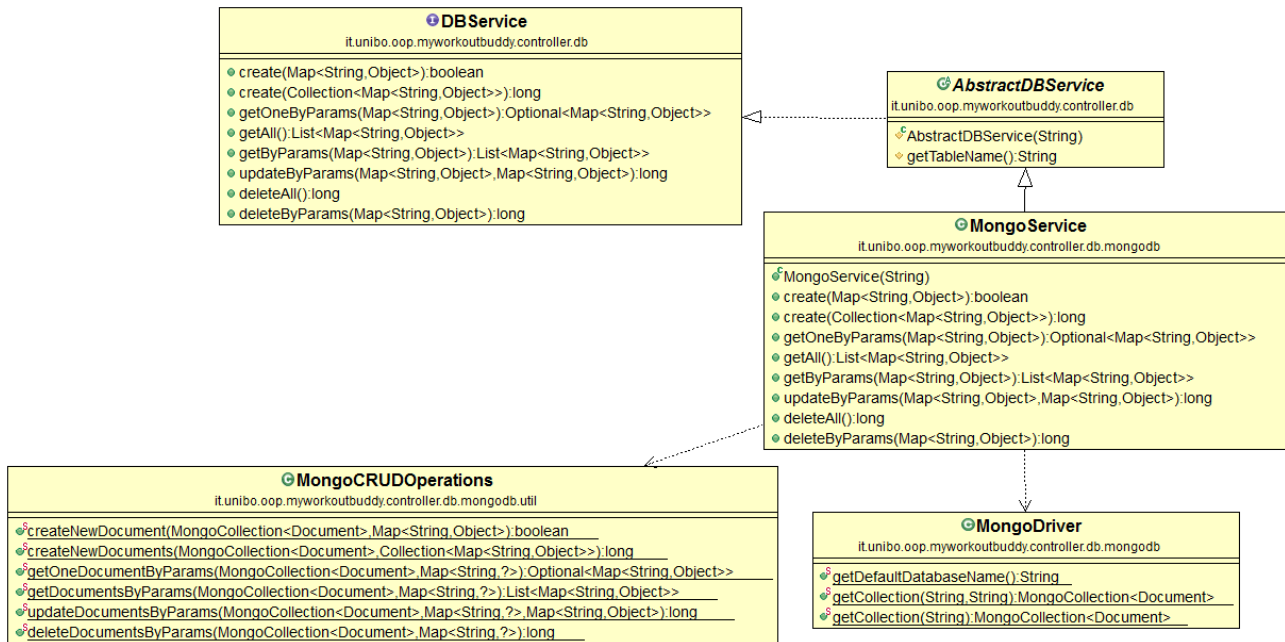 DBService
it.unibo.oop.myworkoutbuddy.controller.db
create(Map<String,Object>):boolean
create(Collection<Map<String,Object>>):long
getOneByParams(Map<String,Object>):Optional<Map<String,Object>>
getAll():List<Map<String,Object>>
getByParams(Map<String,Object>):List<Map<String,Object>>
updateByParams(Map<String,Object>,Map<String,Object>):long
deleteAll():long
deleteByParams(Map<String,Object>):long
AbstractDBService
it.unibo.oop.myworkoutbuddy.controller.db
AbstractDBService(String)
getTableName():String
MongoService
it.unibo.oop.myworkoutbuddy.controller.db.mongodb
MongoService(String)
create(Map<String,Object>):boolean
create(Collection<Map<String,Object>>):long
getOneByParams(Map<String,Object>):Optional<Map<String,Object>>
getAll():List<Map<String,Object>>
getByParams(Map<String,Object>):List<Map<String,Object>>
updateByParams(Map<String,Object>,Map<String,Object>):long
deleteAll():long
deleteByParams(Map<String,Object>):long
MongoCRUDOperations
it.unibo.oop.myworkoutbuddy.controller.db.mongodb.util
createNewDocument(MongoCollection<Document>,Map<String,Object>):boolean
createNewDocuments(MongoCollection<Document>,Collection<Map<String,Object>>):long
getOneDocumentByParams(MongoCollection<Document>,Map<String,?>):Optional<Map<String,Object>>
getDocumentsByParams(MongoCollection<Document>,Map<String,?>):List<Map<String,Object>>
updateDocumentsByParams(MongoCollection<Document>,Map<String,?>,Map<String,Object>):long
deleteDocumentsByParams(MongoCollection<Document>,Map<String,?>):long
MongoDriver
it.unibo.oop.myworkoutbuddy.controller.db.mongodb
getDefaultDatabaseName():String
getCollection(String,String):MongoCollection<Document>
getCollection(String):MongoCollection<Document>